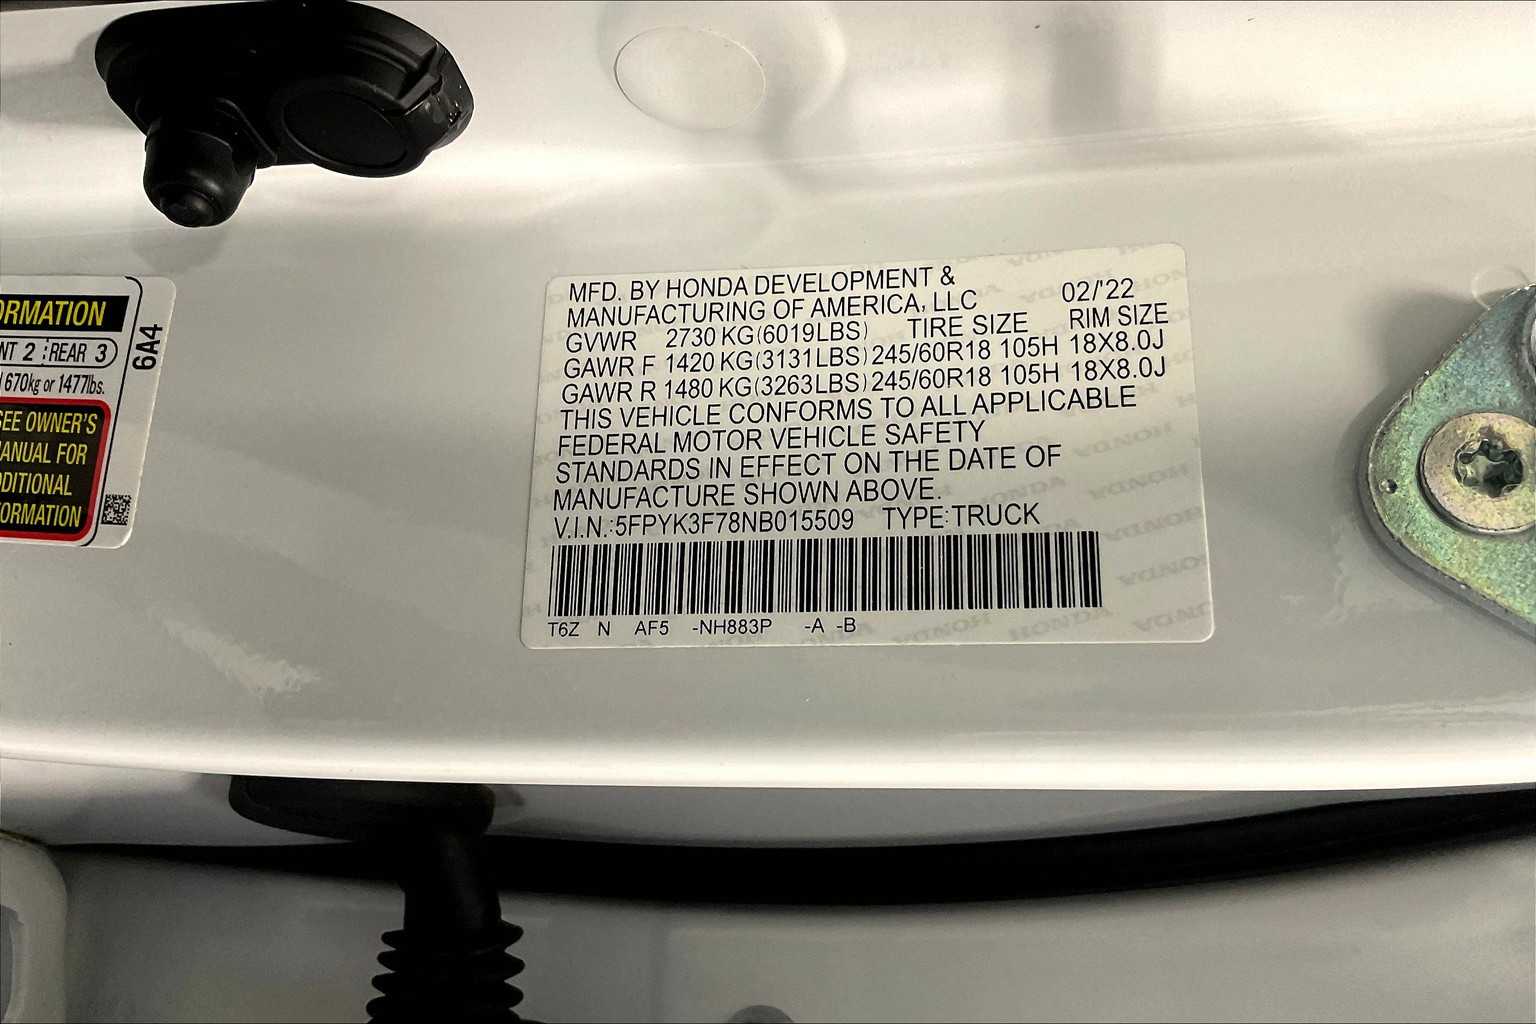 ORMATION
NT 2 REAR 3
670kg or 1477lbs.
SEE OWNER'S
MANUAL FOR
ADDITIONAL
FORMATION
6A4
MFD. BY HONDA DEVELOPMENT &
MANUFACTURING OF AMERICA, LLC 02/'22
GVWR 2730 KG(6019LBS) TIRE SIZE RIM SIZE
GAWR F 1420 KG(3131LBS) 245/60R18 105H 18X8.0J
GAWR R 1480 KG(3263LBS) 245/60R18 105H 18X8.0J
THIS VEHICLE CONFORMS TO ALL APPLICABLE
FEDERAL MOTOR VEHICLE SAFETY
STANDARDS IN EFFECT ON THE DATE OF
MANUFACTURE SHOWN ABOVE.
V.I.N.:5FPYK3F78NB015509 TYPE:TRUCK
T6Z N AF5 -NH883P -A -B